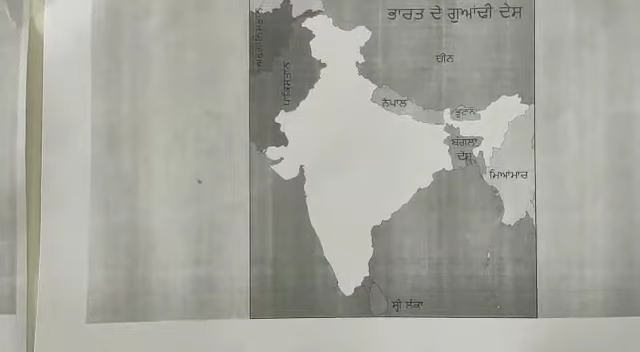 ਭਾਰਤ ਦੇ ਗੁਆਂਢੀ ਦੇਸ਼
ਚੀਨ
ਪਾਕਿਸਤਾਨ
ਨੇਪਾਲ
ਭੂਟਾਨ
ਬੰਗਲਾ
ਦੇਸ਼
ਮਿਆਂਮਾਰ
ਸ੍ਰੀ ਲੰਕਾ